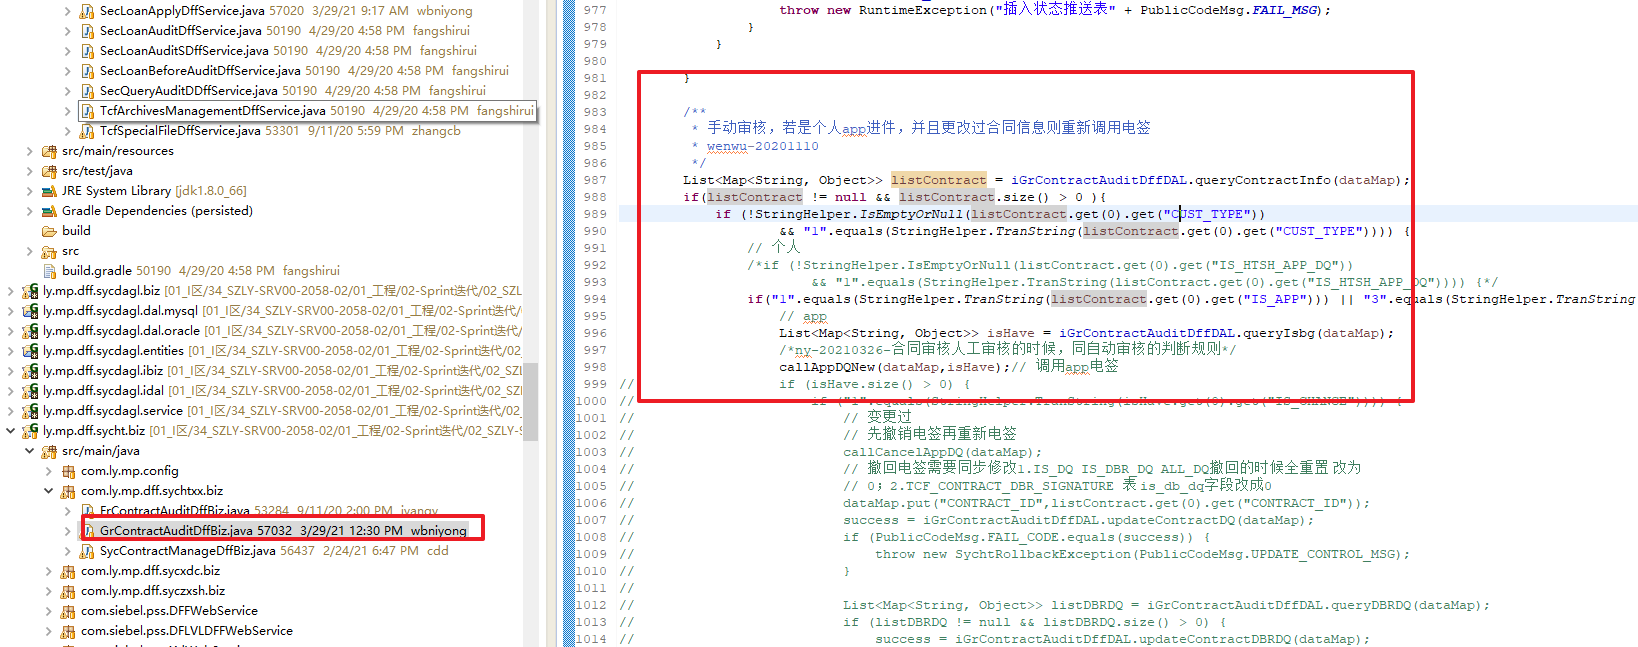 SecLoanApplyDffService.java 57020 3/29/21 9:17 AM wbniyong
SecLoanAuditDffService.java 50190 4/29/20 4:58 PM fangshirui
SecLoanAuditSDffService.java 50190 4/29/20 4:58 PM fangshirui
SecLoanBeforeAuditDffService.java 50190 4/29/20 4:58 PM fangshirui
SecQueryAuditDDffService.java 50190 4/29/20 4:58 PM fangshirui
TcfArchivesManagementDffService.java 50190 4/29/20 4:58 PM fangshirui
TcfSpecialFileDffService.java 53301 9/11/20 5:59 PM zhangcb
src/main/resources
src/test/java
JRE System Library [jdk1.8.0_66]
Gradle Dependencies (persisted)
build
src
build.gradle 50190 4/29/20 4:58 PM fangshirui
ly.mp.dff.sycdagl.biz [01_I区/34_SZLY-SRV00-2058-02/01_工程/02-Sprint迭代/02_SZL
ly.mp.dff.sycdagl.dal.mysql [01_I区/34_SZLY-SRV00-2058-02/01_工程/02-Sprint迭
ly.mp.dff.sycdagl.dal.oracle [01_I区/34_SZLY-SRV00-2058-02/01_工程/02-Sprint迭
ly.mp.dff.sycdagl.entities [01_I区/34_SZLY-SRV00-2058-02/01_工程/02-Sprint迭代
ly.mp.dff.sycdagl.ibiz [01_I区/34_SZLY-SRV00-2058-02/01_工程/02-Sprint迭代/02_SZ
ly.mp.dff.sycdagl.idal [01_I区/34_SZLY-SRV00-2058-02/01_工程/02-Sprint迭代/02_SZ
ly.mp.dff.sycdagl.service [01_I区/34_SZLY-SRV00-2058-02/01_工程/02-Sprint迭代/0
ly.mp.dff.sycht.biz [01_I区/34_SZLY-SRV00-2058-02/01_工程/02-Sprint迭代/02_SZLY-S
src/main/java
com.ly.mp.config
com.ly.mp.dff.sychtxx.biz
FrContractAuditDffBiz.java 53284 9/11/20 2:00 PM jyangy
GrContractAuditDffBiz.java 57032 3/29/21 12:30 PM wbniyong
SycContractManageDffBiz.java 56437 2/24/21 6:47 PM cdd
com.ly.mp.dff.sycxdc.biz
com.ly.mp.dff.syczxsh.biz
com.siebel.pss.DFFWebService
com.siebel.pss.DFLVLDFFWebService
977 throw new RuntimeException("插入状态推送表" + PublicCodeMsg.FAIL_MSG);
978 }
979 }
980
981 }
982
983 /**
984 * 手动审核，若是个人app进件，并且更改过合同信息则重新调用电签
985 * wenwu-20201110
986 */
987 List<Map<String, Object>> listContract = iGrContractAuditDffDAL.queryContractInfo(dataMap);
988 if(listContract != null && listContract.size() > 0 ){
989 if (!StringHelper.IsEmptyOrNull(listContract.get(0).get("CUST_TYPE"))
990 && "1".equals(StringHelper.TranString(listContract.get(0).get("CUST_TYPE")))) {
991 // 个人
992 /*if (!StringHelper.IsEmptyOrNull(listContract.get(0).get("IS_HTSH_APP_DQ"))
993 && "1".equals(StringHelper.TranString(listContract.get(0).get("IS_HTSH_APP_DQ")))) {*/
994 if("1".equals(StringHelper.TranString(listContract.get(0).get("IS_APP"))) || "3".equals(StringHelper.TranString
995 // app
996 List<Map<String, Object>> isHave = iGrContractAuditDffDAL.queryIsbg(dataMap);
997 /*ny-20210326-合同审核人工审核的时候，同自动审核的判断规则*/
998 callAppDQNew(dataMap,isHave);// 调用app电签
999 // if (isHave.size() > 0) {
1000 // if ("1".equals(StringHelper.TranString(isHave.get(0).get("IS_CHANGE")))) {
1001 // // 变更过
1002 // // 先撤销电签再重新电签
1003 // callCancelAppDQ(dataMap);
1004 // // 撤回电签需要同步修改1.IS_DQ IS_DBR_DQ ALL_DQ撤回的时候全重置 改为
1005 // // 0; 2.TCF_CONTRACT_DBR_SIGNATURE 表 is_db_dq字段改成0
1006 // dataMap.put("CONTRACT_ID",listContract.get(0).get("CONTRACT_ID"));
1007 // success = iGrContractAuditDffDAL.updateContractDQ(dataMap);
1008 // if (PublicCodeMsg.FAIL_CODE.equals(success)) {
1009 // throw new SychtRollbackException(PublicCodeMsg.UPDATE_CONTROL_MSG);
1010 // }
1011 //
1012 // List<Map<String, Object>> listDBRDQ = iGrContractAuditDffDAL.queryDBRDQ(dataMap);
1013 // if (listDBRDQ != null && listDBRDQ.size() > 0) {
1014 // success = iGrContractAuditDffDAL.updateContractDBRDQ(dataMap);